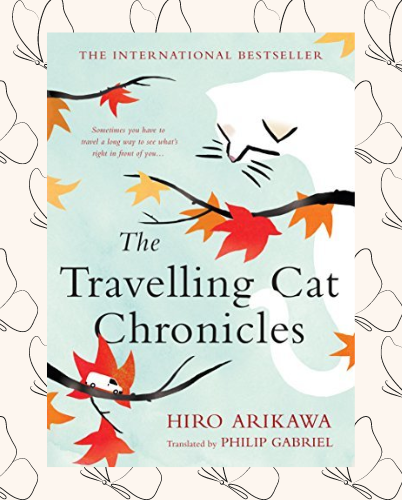 THE INTERNATIONAL BESTSELLER
Sometimes you have to
travel a long way to see what's
right in front of you...
The
Travelling Cat
Chronicles
HIRO ARIKAWA
Translated by PHILIP GABRIEL